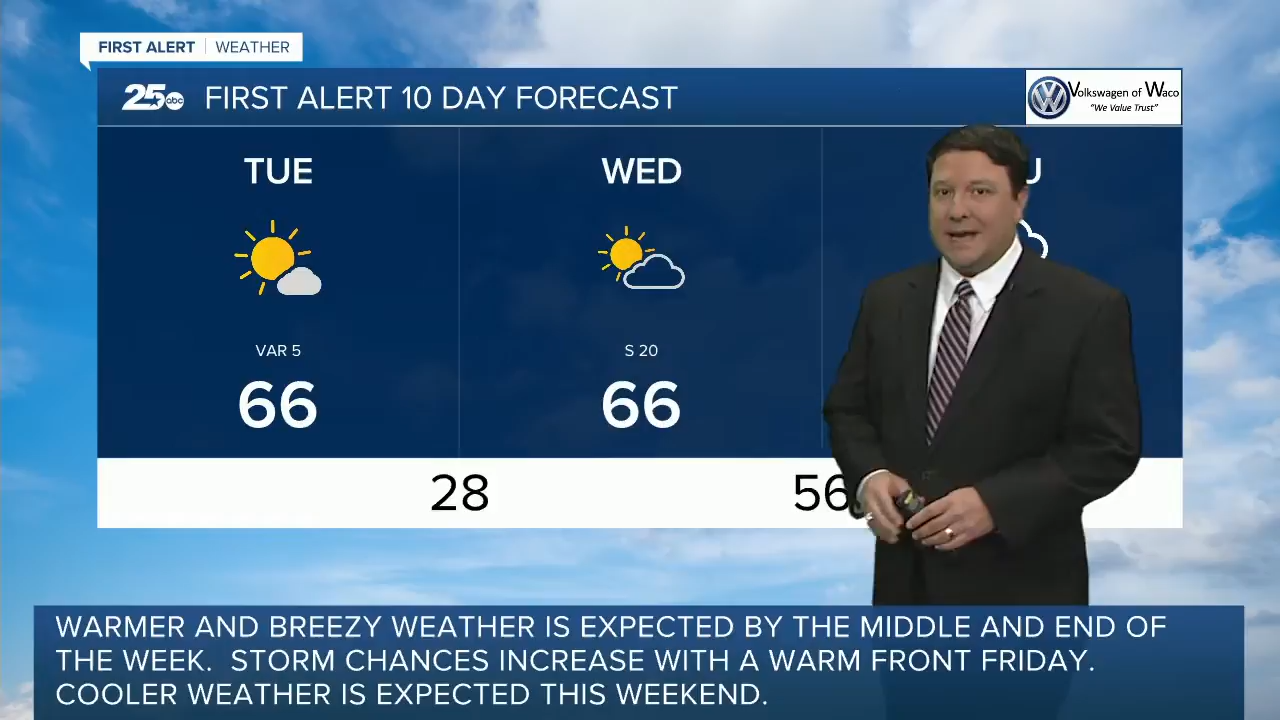 FIRST ALERT WEATHER
25 abc FIRST ALERT 10 DAY FORECAST
Volkswagen of Waco
"We Value Trust"
TUE WED U
VAR 5 S 20
66 66
28 56
WARMER AND BREEZY WEATHER IS EXPECTED BY THE MIDDLE AND END OF
THE WEEK. STORM CHANCES INCREASE WITH A WARM FRONT FRIDAY.
COOLER WEATHER IS EXPECTED THIS WEEKEND.